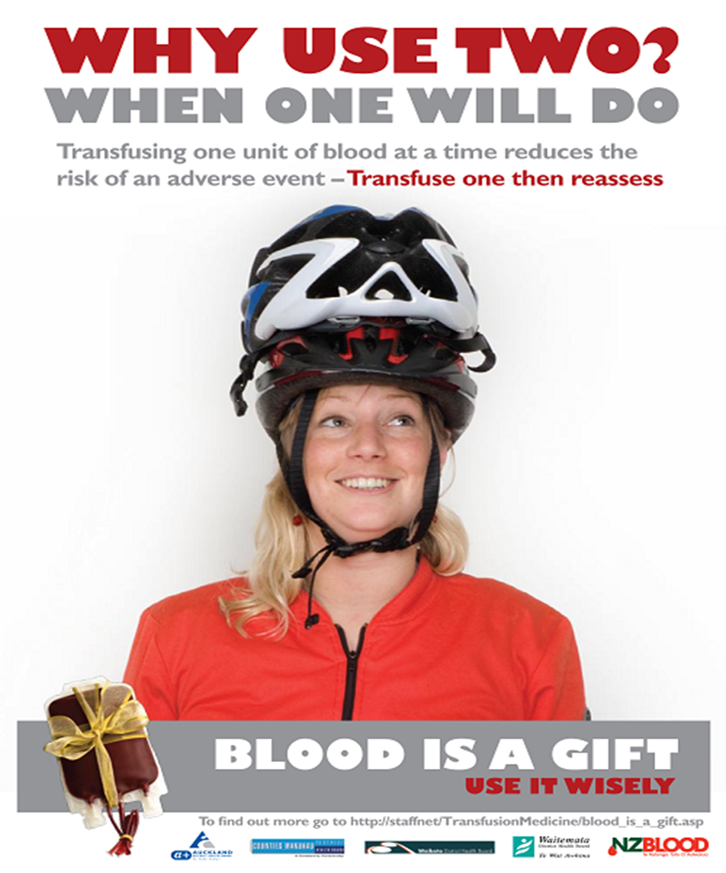 WHY USE TWO?
WHEN ONE WILL DO
Transfusing one unit of blood at a time reduces the
risk of an adverse event – Transfuse one then reassess
BLOOD IS A GIFT
USE IT WISELY
To find out more go to http://staffnet/TransfusionMedicine/blood_is_a_gift.asp
AUCKLAND
COUNTIES MANUKAU
Waikato District Health Board
Waitemata
District Health Board
Te Wai Awhina
NZBLOOD